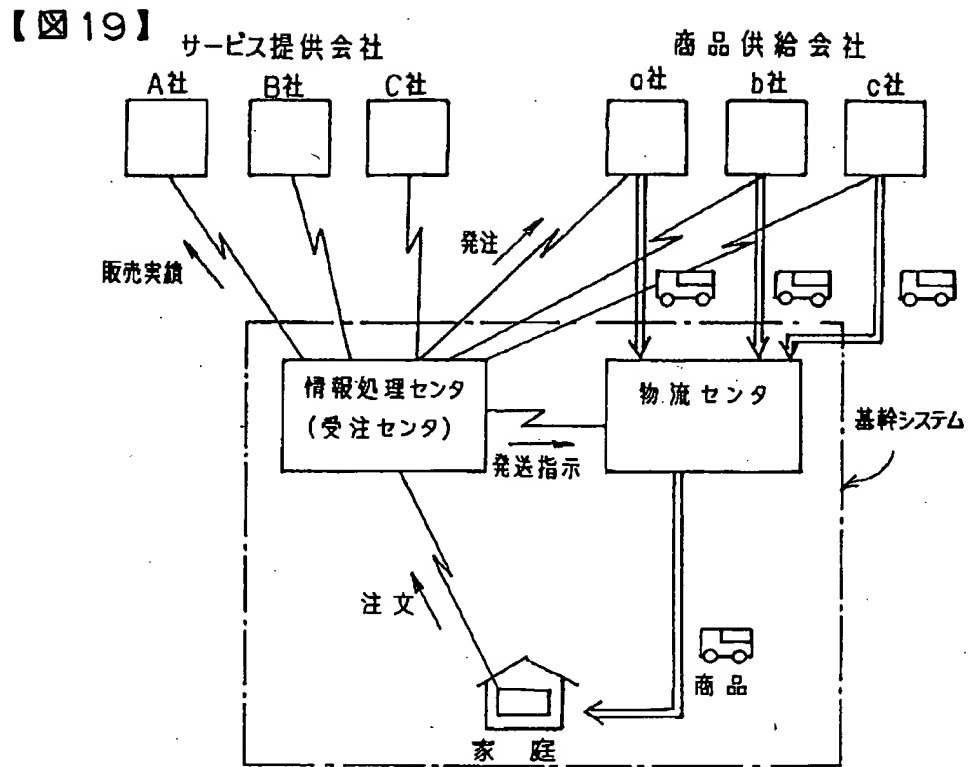 【図19】
サービス提供会社
商品供給会社
A社
B社
C社
a社
b社
c社
発注
販売実績
情報処理センタ
(受注センタ)
物流センタ
基幹システム
発送指示
注文
商品
家庭